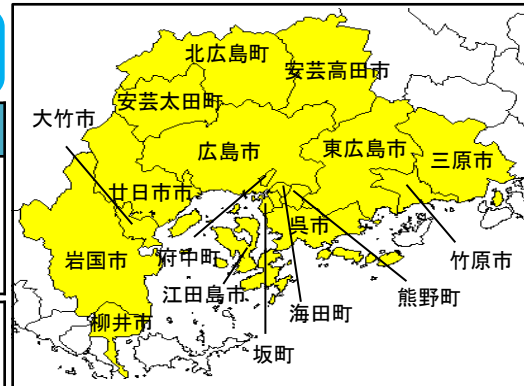 北広島町
安芸高田市
安芸太田町
大竹市
広島市
東広島市
三原市
廿日市市
呉市
岩国市
府中町
竹原市
江田島市
熊野町
海田町
柳井市
坂町